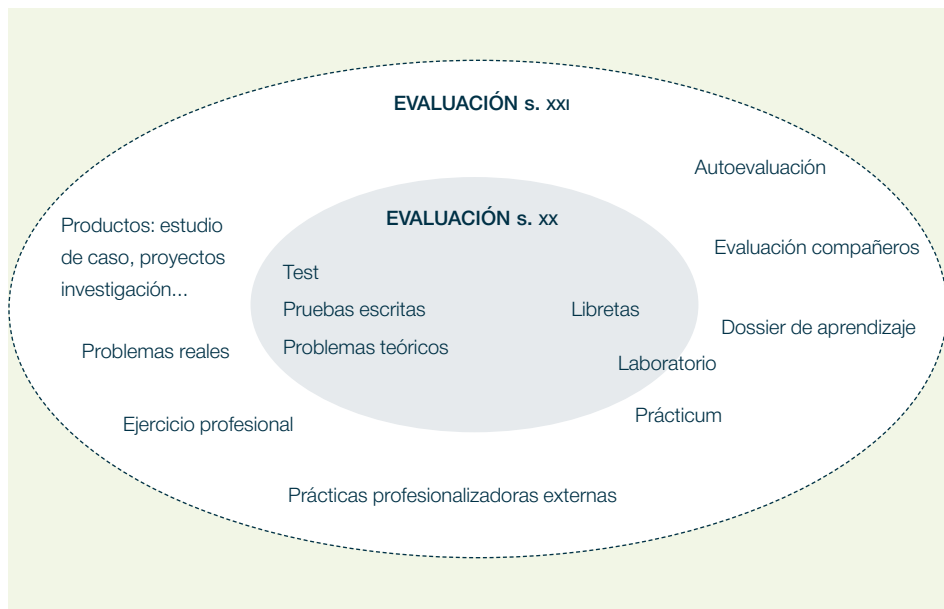 EVALUACIÓN s. XXI
Autoevaluación
EVALUACIÓN s. XX
Productos: estudio
de caso, proyectos
investigación...
Evaluación compañeros
Test
Pruebas escritas
Libretas
Dossier de aprendizaje
Problemas teóricos
Problemas reales
Laboratorio
Prácticum
Ejercicio profesional
Prácticas profesionalizadoras externas